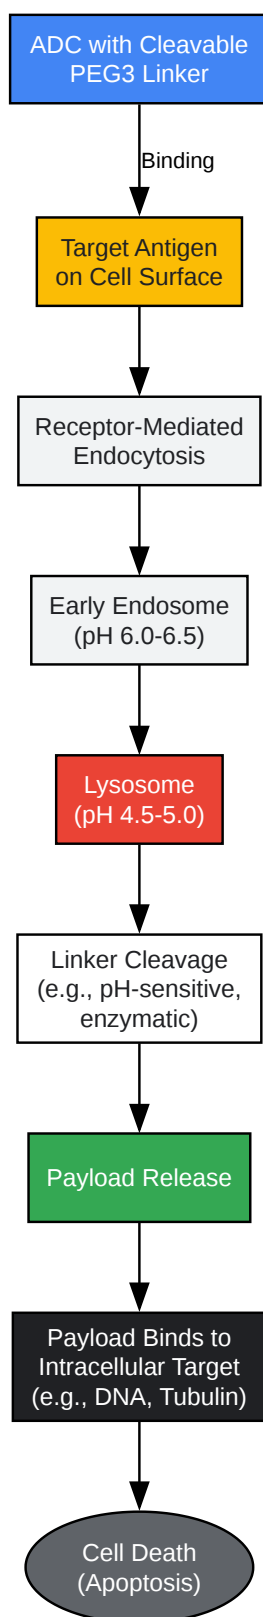 ADC with Cleavable
PEG3 Linker
Binding
Target Antigen
on Cell Surface
Receptor-Mediated
Endocytosis
Early Endosome
(pH 6.0-6.5)
Lysosome
(pH 4.5-5.0)
Linker Cleavage
(e.g., pH-sensitive,
enzymatic)
Payload Release
Payload Binds to
Intracellular Target
(e.g., DNA, Tubulin)
Cell Death
(Apoptosis)